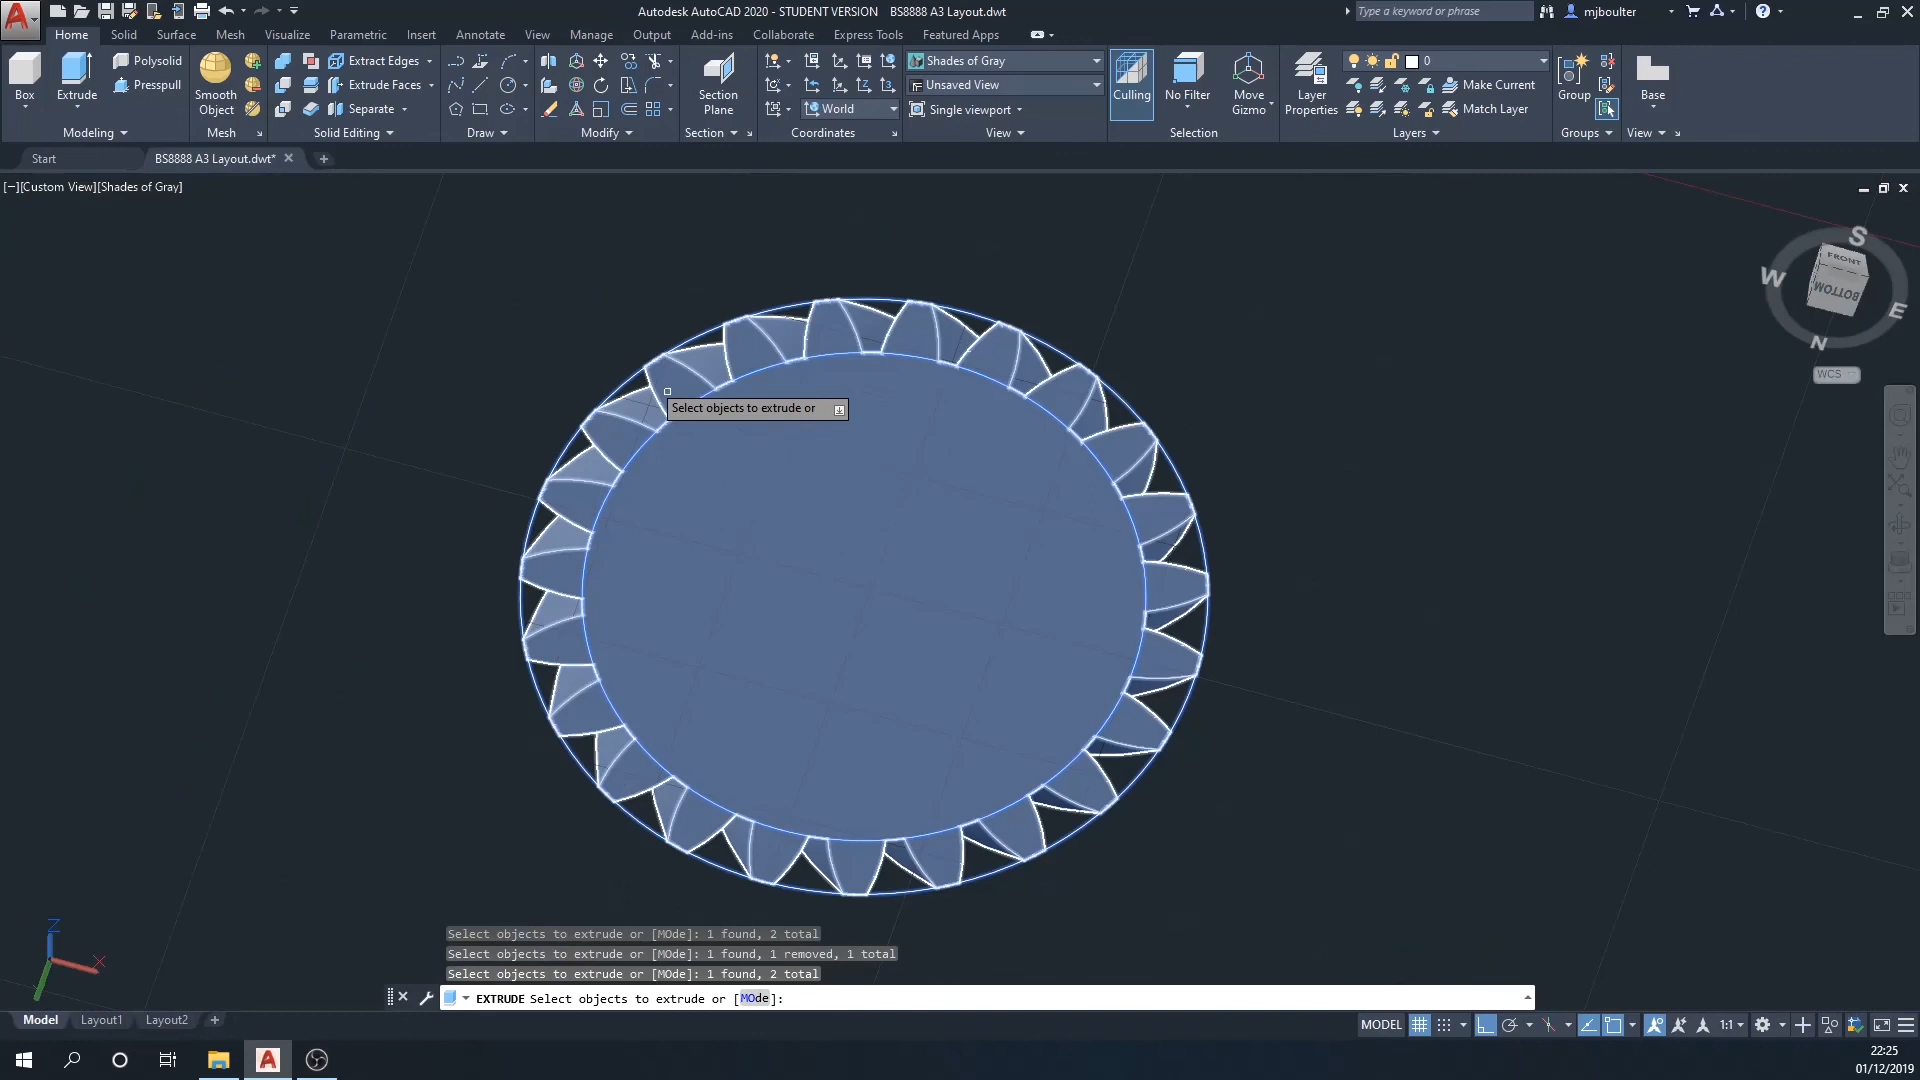 Autodesk AutoCAD 2020 - STUDENT VERSION BS8888 A3 Layout.dwt
Type a keyword or phrase
mjboulter
Home Solid Surface Mesh Visualize Parametric Insert Annotate View Manage Output Add-ins Collaborate Express Tools Featured Apps
Box
Extrude
Polysolid
Presspull
Modeling
Smooth
Object
Mesh
Extract Edges
Extrude Faces
Separate
Solid Editing
Draw
Modify
Section
Plane
Section
World
Coordinates
Shades of Gray
Unsaved View
Single viewport
View
Culling
No Filter
Move
Gizmo
Selection
Layer
Properties
0
Make Current
Match Layer
Layers
Group
Groups
Base
View
Start
BS8888 A3 Layout.dwt*
[−][Custom View][Shades of Gray]
S
W
E
N
FRONT
BOTTOM
WCS
Select objects to extrude or
Z
X
Select objects to extrude or [MOde]: 1 found, 2 total
Select objects to extrude or [MOde]: 1 found, 1 removed, 1 total
Select objects to extrude or [MOde]: 1 found, 2 total
EXTRUDE Select objects to extrude or [MOde]:
Model Layout1 Layout2
MODEL
1:1
22:25
01/12/2019